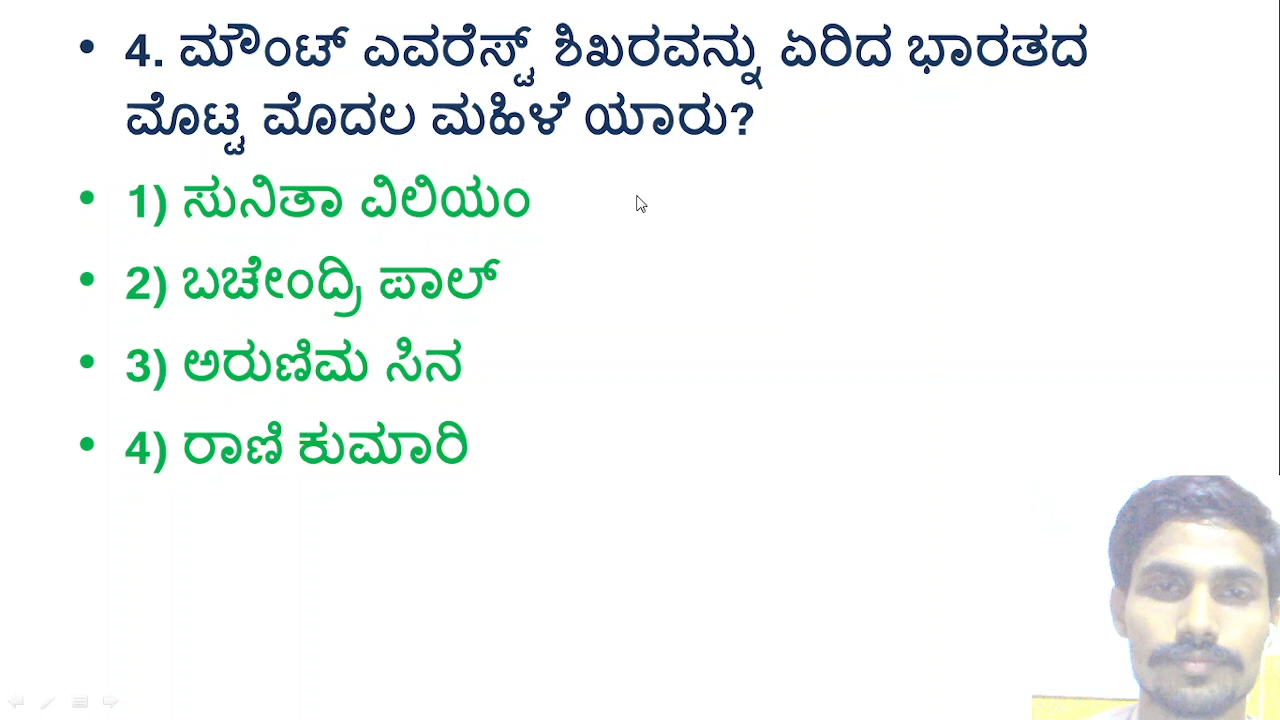 • 4. ಮೌಂಟ್ ಎವರೆಸ್ಟ್ ಶಿಖರವನ್ನು ಏರಿದ ಭಾರತದ
ಮೊಟ್ಟ ಮೊದಲ ಮಹಿಳೆ ಯಾರು?
• 1) ಸುನಿತಾ ವಿಲಿಯಂ
• 2) ಬಚೇಂದ್ರಿ ಪಾಲ್
• 3) ಅರುಣಿಮ ಸಿನ
• 4) ರಾಣಿ ಕುಮಾರಿ